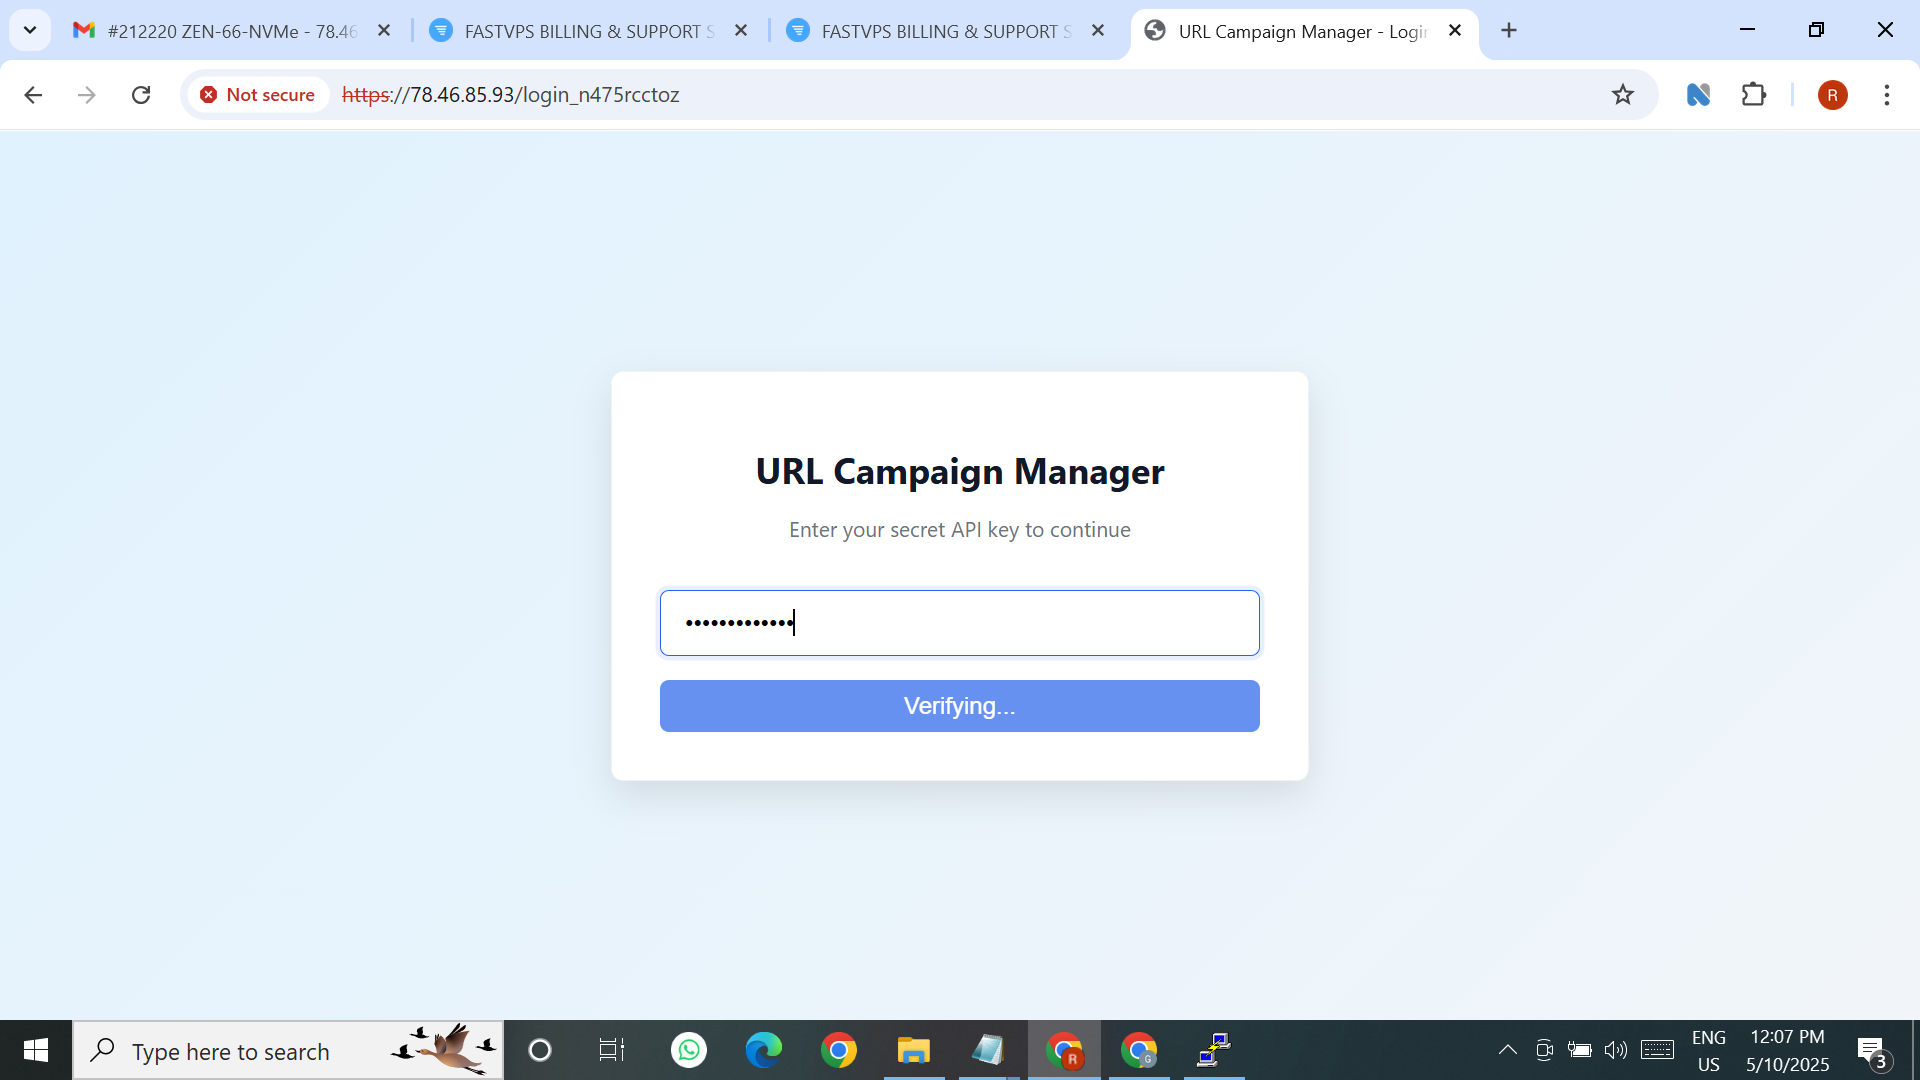 #212220 ZEN-66-NVMe - 78.46
FASTVPS BILLING & SUPPORT S
FASTVPS BILLING & SUPPORT S
URL Campaign Manager - Login
Not secure
https://78.46.85.93/login_n475rcctoz
R
URL Campaign Manager
Enter your secret API key to continue
•••••••••••••
Verifying...
Type here to search
R
G
ENG
US
12:07 PM
5/10/2025
3